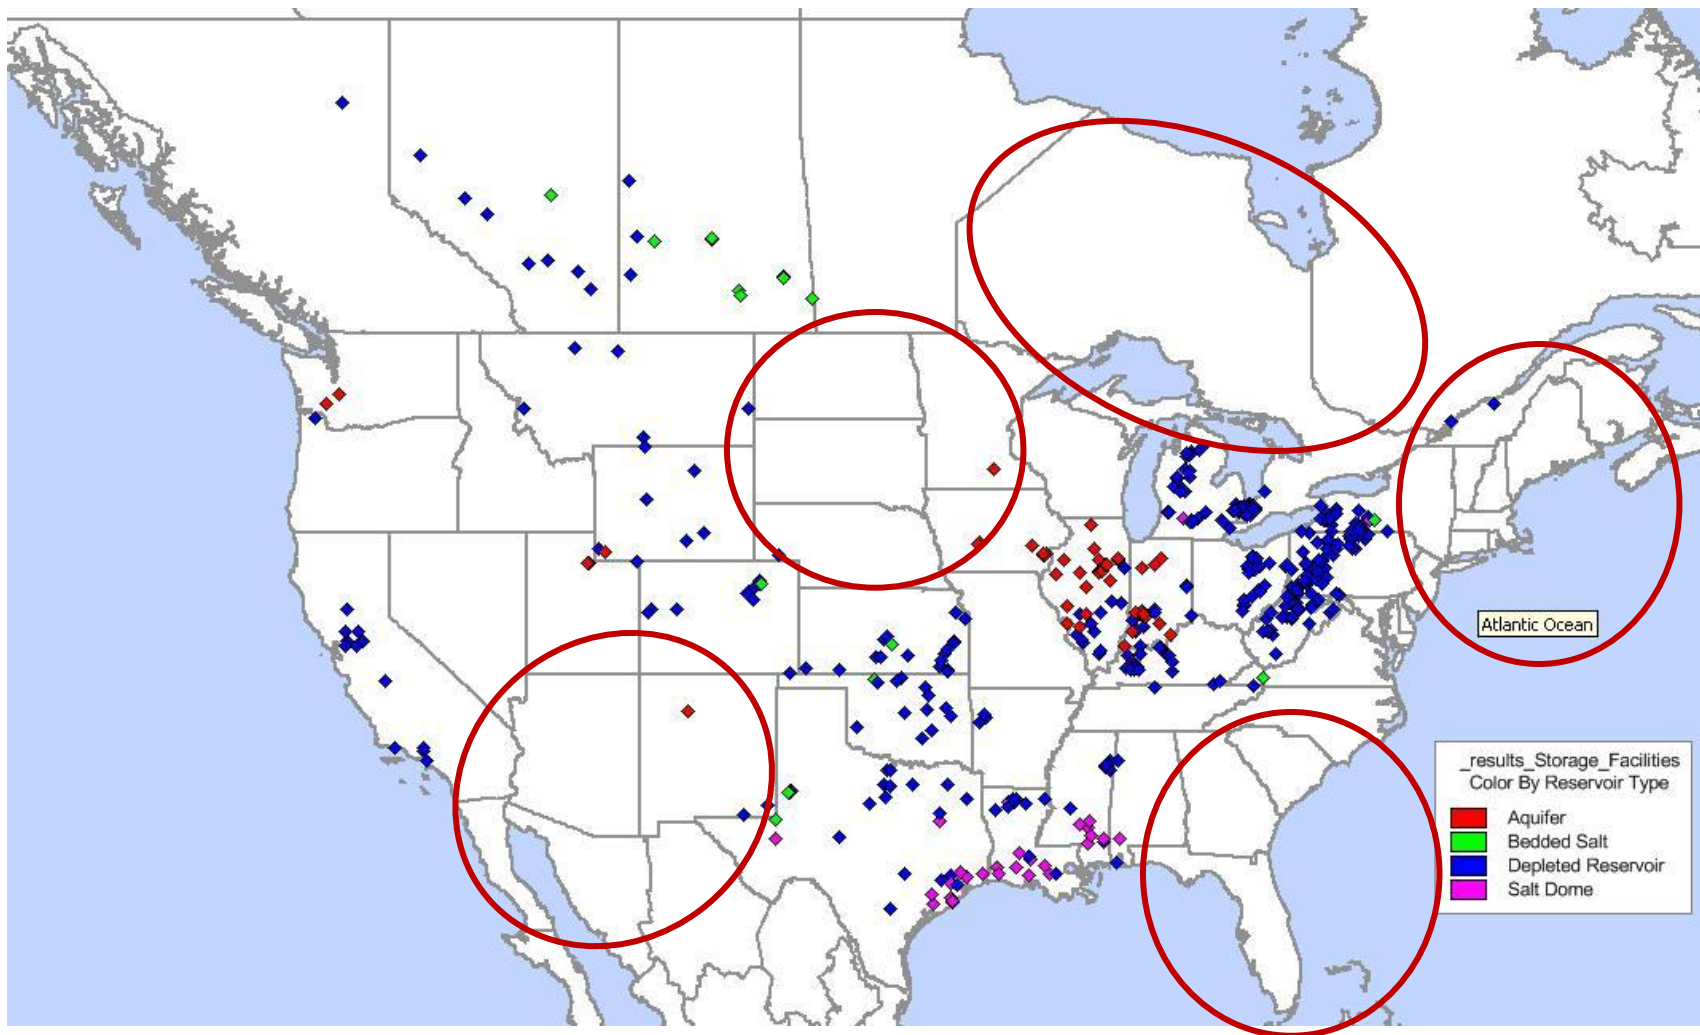 Atlantic Ocean
_results_Storage_Facilities
Color By Reservoir Type
Aquifer
Bedded Salt
Depleted Reservoir
Salt Dome